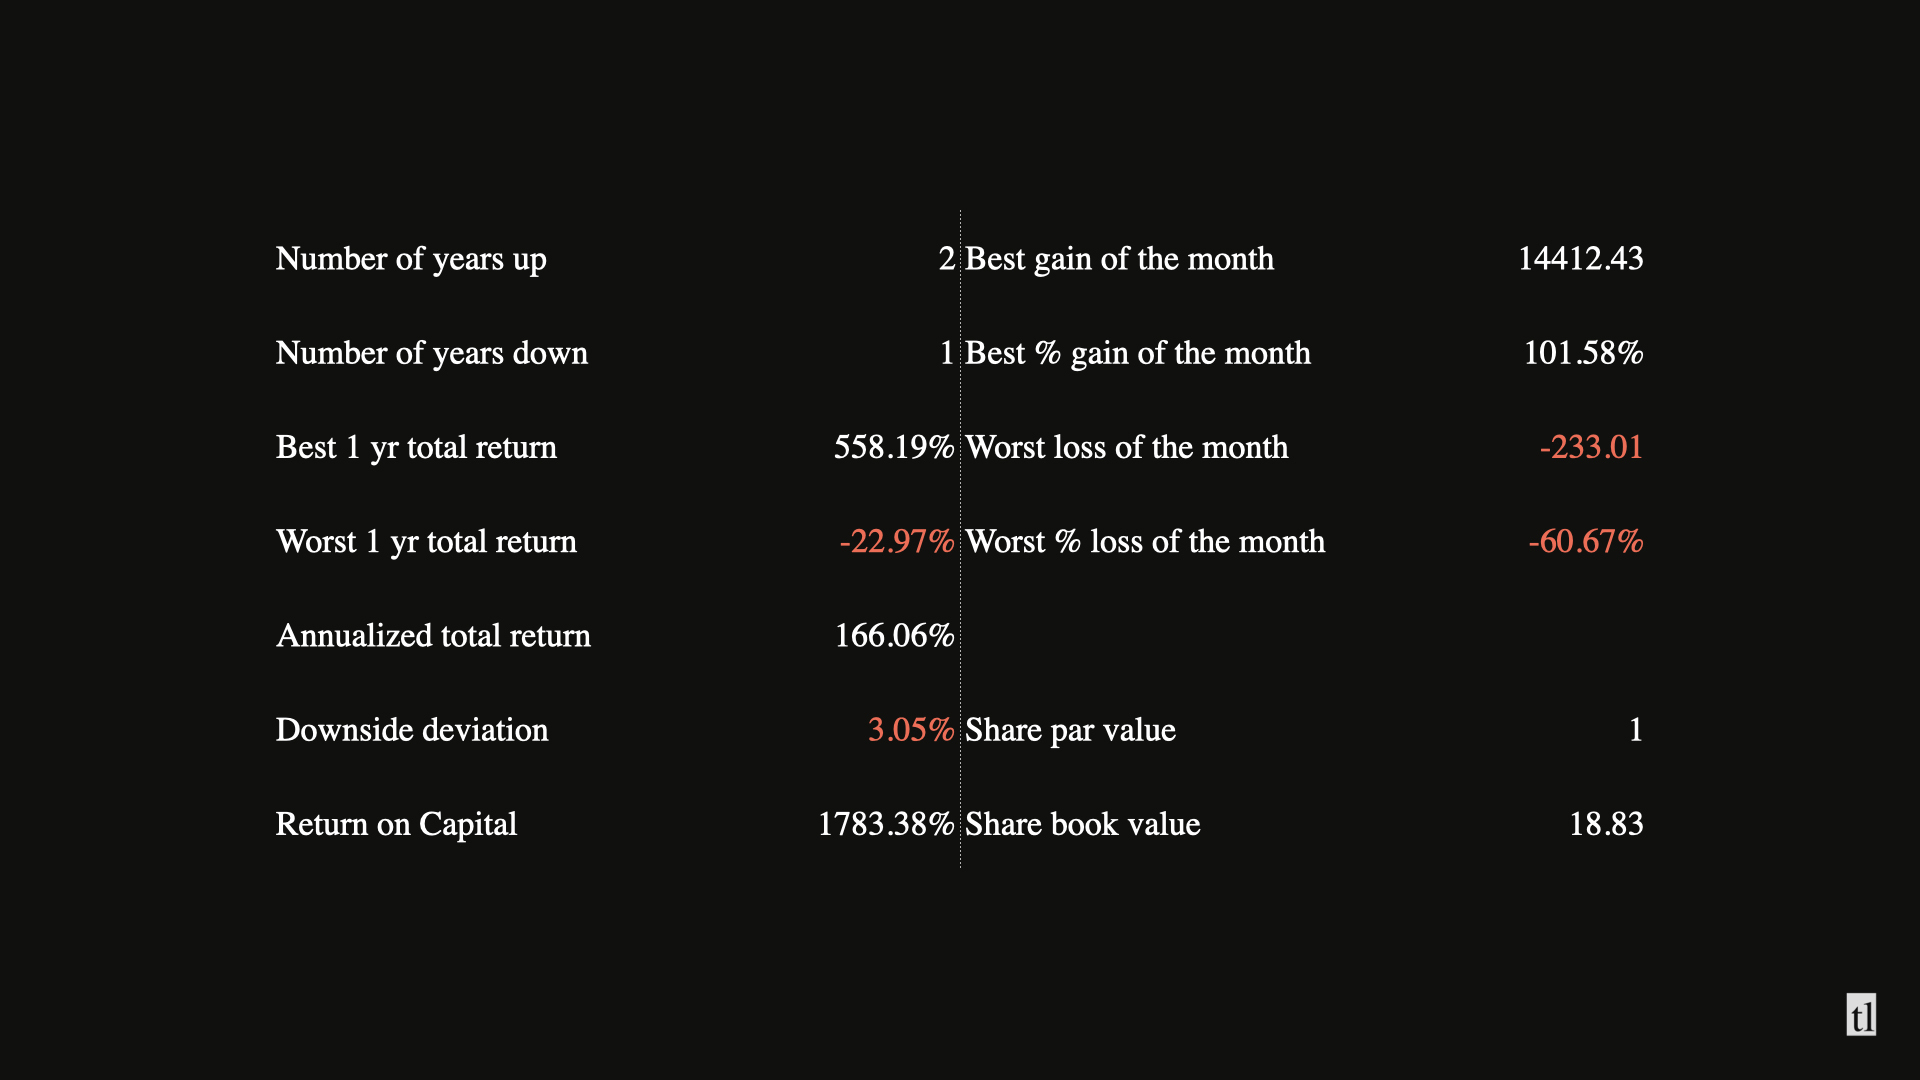 Number of years up 2 Best gain of the month 14412.43
Number of years down 1 Best % gain of the month 101.58%
Best 1 yr total return 558.19% Worst loss of the month -233.01
Worst 1 yr total return -22.97% Worst % loss of the month -60.67%
Annualized total return 166.06%
Downside deviation 3.05% Share par value 1
Return on Capital 1783.38% Share book value 18.83
tl